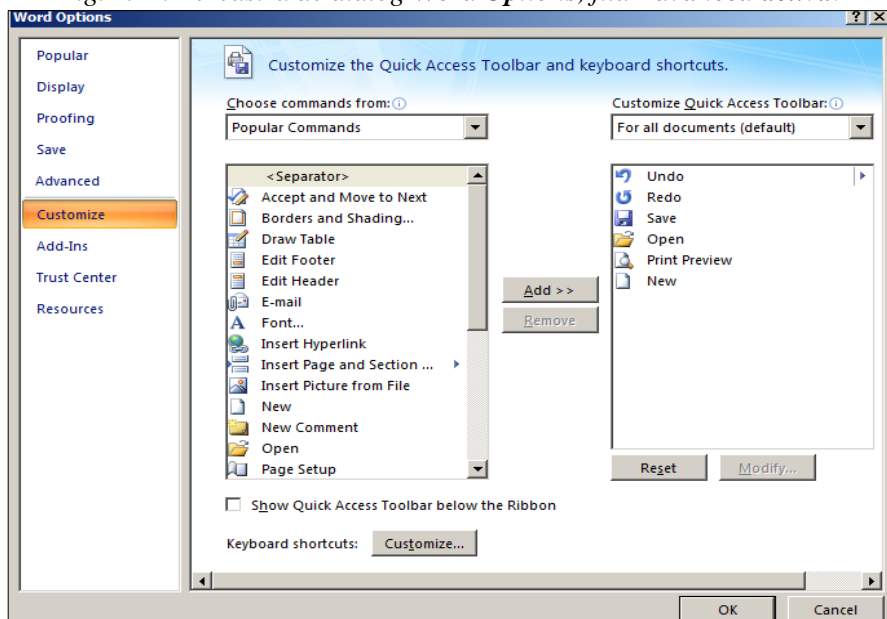 Word Options
Popular
Display
Proofing
Save
Advanced
Customize
Add-Ins
Trust Center
Resources
Customize the Quick Access Toolbar and keyboard shortcuts.
Choose commands from:
Popular Commands
<Separator>
Accept and Move to Next
Borders and Shading...
Draw Table
Edit Footer
Edit Header
E-mail
Font...
Insert Hyperlink
Insert Page and Section ...
Insert Picture from File
New
New Comment
Open
Page Setup
Add >>
Remove
Customize Quick Access Toolbar:
For all documents (default)
Undo
Redo
Save
Open
Print Preview
New
Reset
Modify...
Show Quick Access Toolbar below the Ribbon
Keyboard shortcuts: Customize...
OK
Cancel